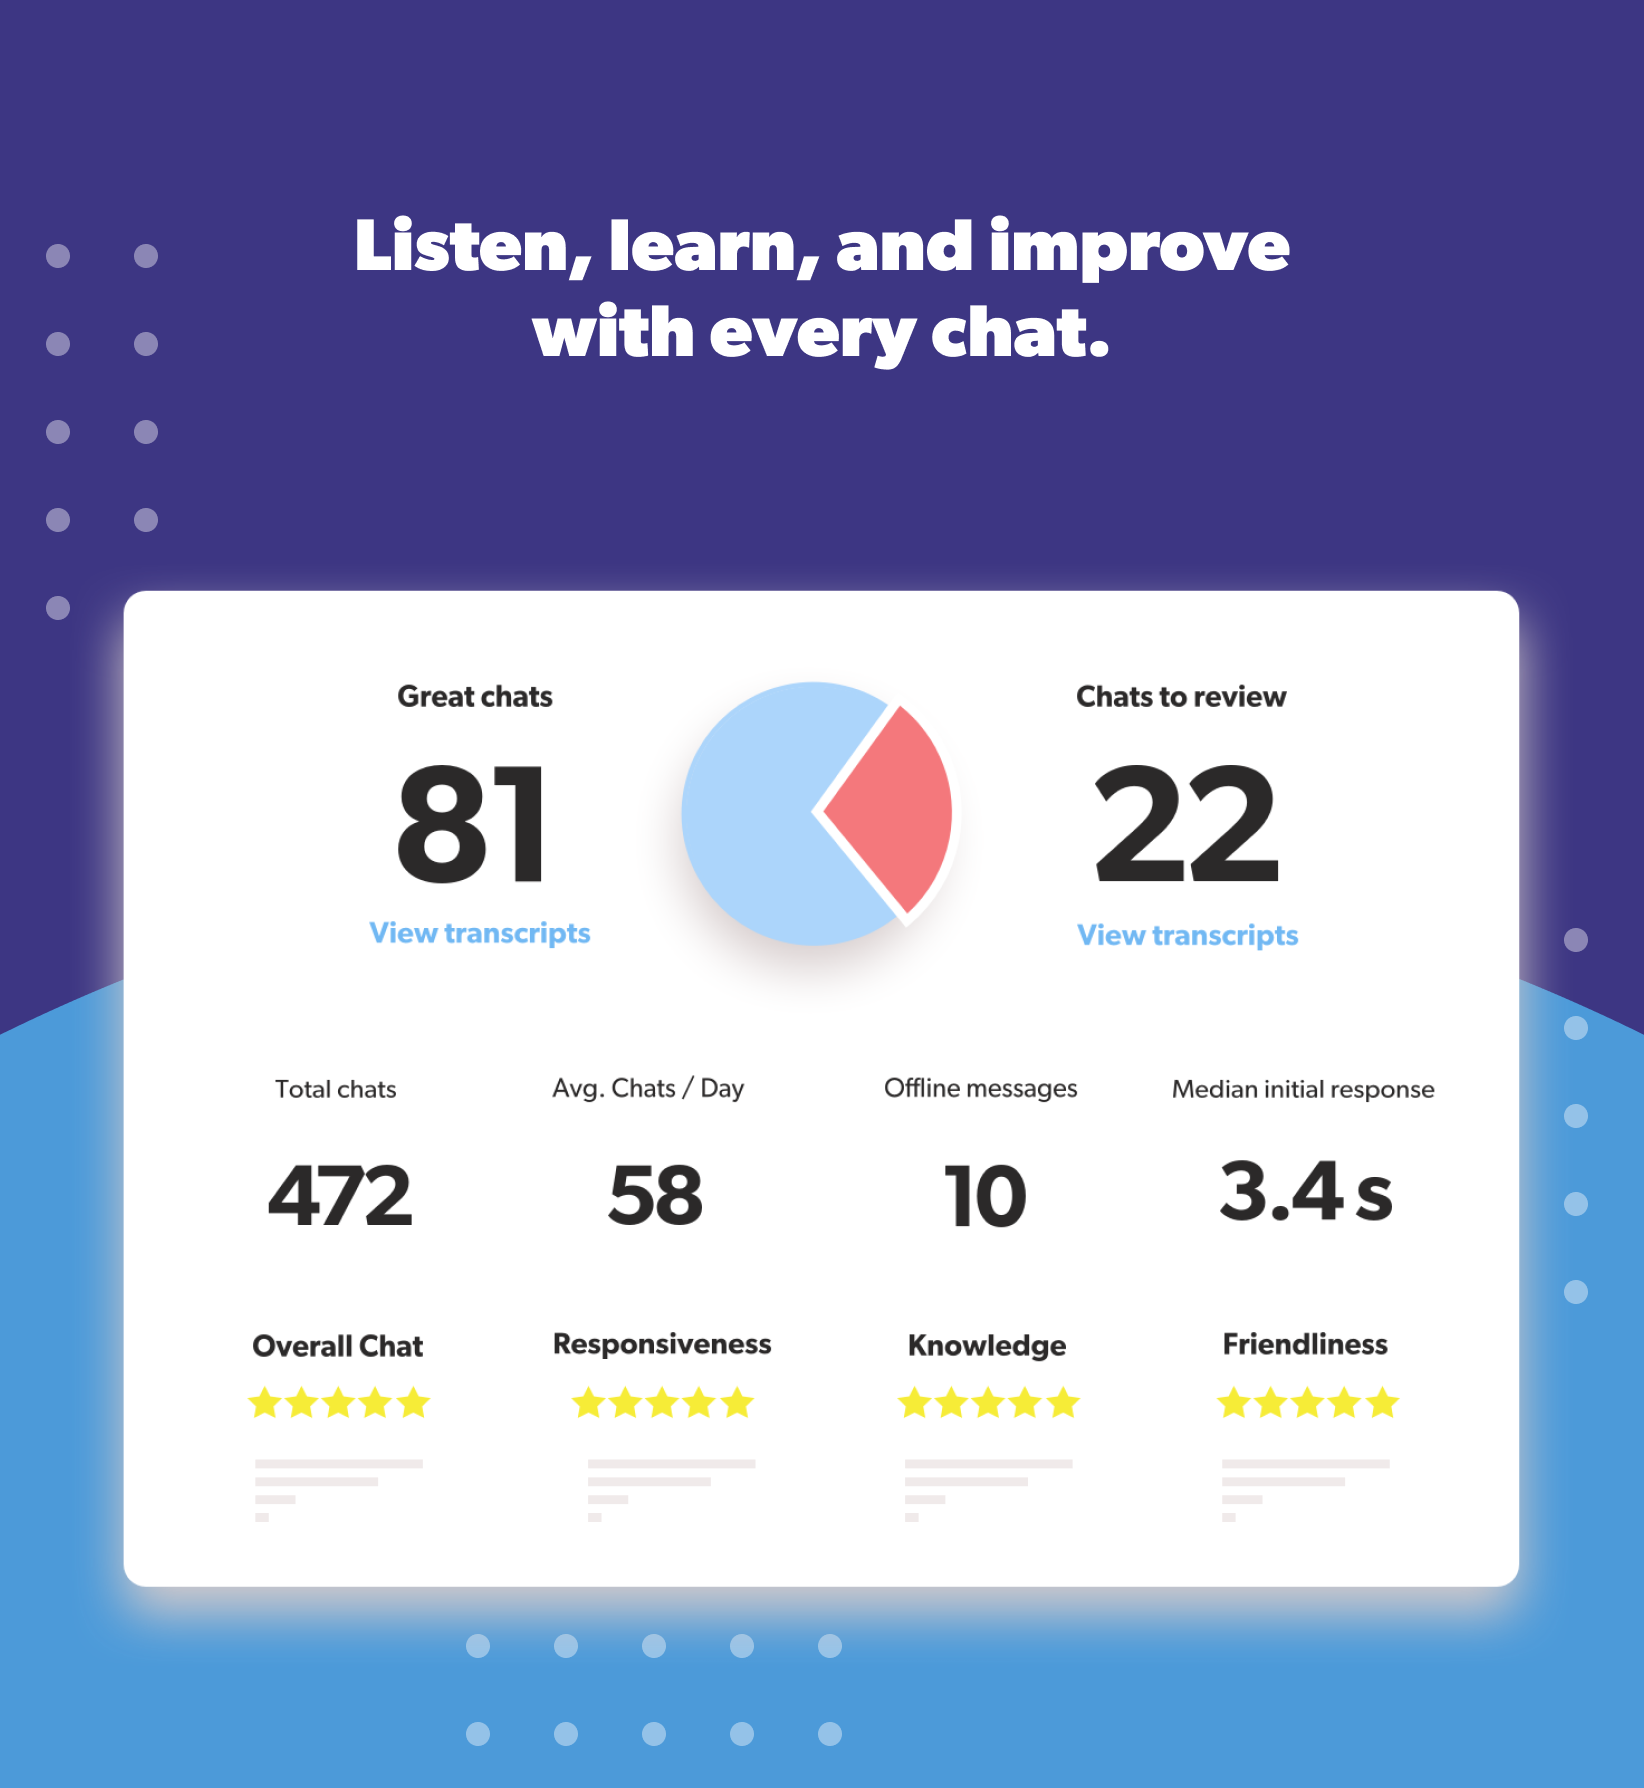 Listen, learn, and improve
with every chat.
Great chats
81
View transcripts
Chats to review
22
View transcripts
Total chats
472
Avg. Chats / Day
58
Offline messages
10
Median initial response
3.4 s
Overall Chat
Responsiveness
Knowledge
Friendliness